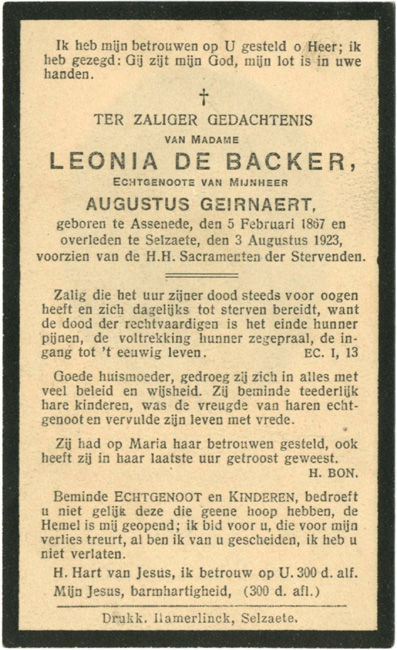 Ik heb mijn betrouwen op U gesteld o Heer; ik
heb gezegd: Gij zijt mijn God, mijn lot is in uwe
handen.
†
TER ZALIGER GEDACHTENIS
VAN MADAME
LEONIA DE BACKER,
ECHTGENOOTE VAN MIJNHEER
AUGUSTUS GEIRNAERT,
geboren te Assenede, den 5 Februari 1867 en
overleden te Selzaete, den 3 Augustus 1923,
voorzien van de H.H. Sacramenten der Stervenden.
Zalig die het uur zijner dood steeds voor oogen
heeft en zich dagelijks tot sterven bereidt, want
de dood der rechtvaardigen is het einde hunner
pijnen, de voltrekking hunner zegepraal, de in-
gang tot 't eeuwig leven. EC. I, 13
Goede huismoeder, gedroeg zij zich in alles met
veel beleid en wijsheid. Zij beminde teederlijk
hare kinderen, was de vreugde van haren echt-
genoot en vervulde zijn leven met vrede.
Zij had op Maria haar betrouwen gesteld, ook
heeft zij in haar laatste uur getroost geweest.
H. BON.
Beminde ECHTGENOOT en KINDEREN, bedroeft
u niet gelijk deze die geene hoop hebben, de
Hemel is mij geopend; ik bid voor u, die voor mijn
verlies treurt, al ben ik van u gescheiden, ik heb u
niet verlaten.
H. Hart van Jesus, ik betrouw op U. 300 d. alf.
Mijn Jesus, barmhartigheid, (300 d. afl.)
Drukk. Hamerlinck, Selzaete.